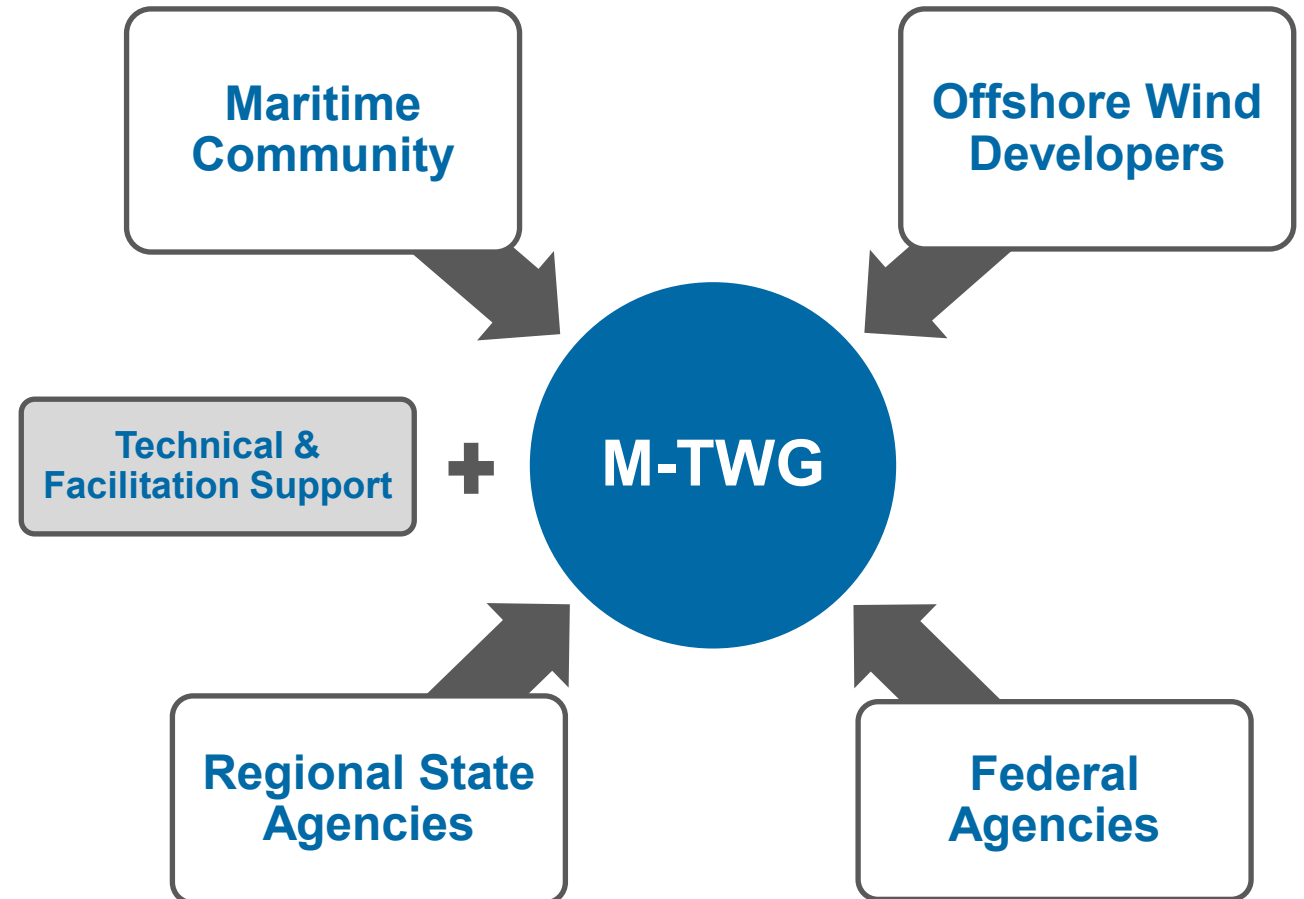 Maritime
Community
Offshore Wind
Developers
Technical &
Facilitation Support
+
M-TWG
Regional State
Agencies
Federal
Agencies